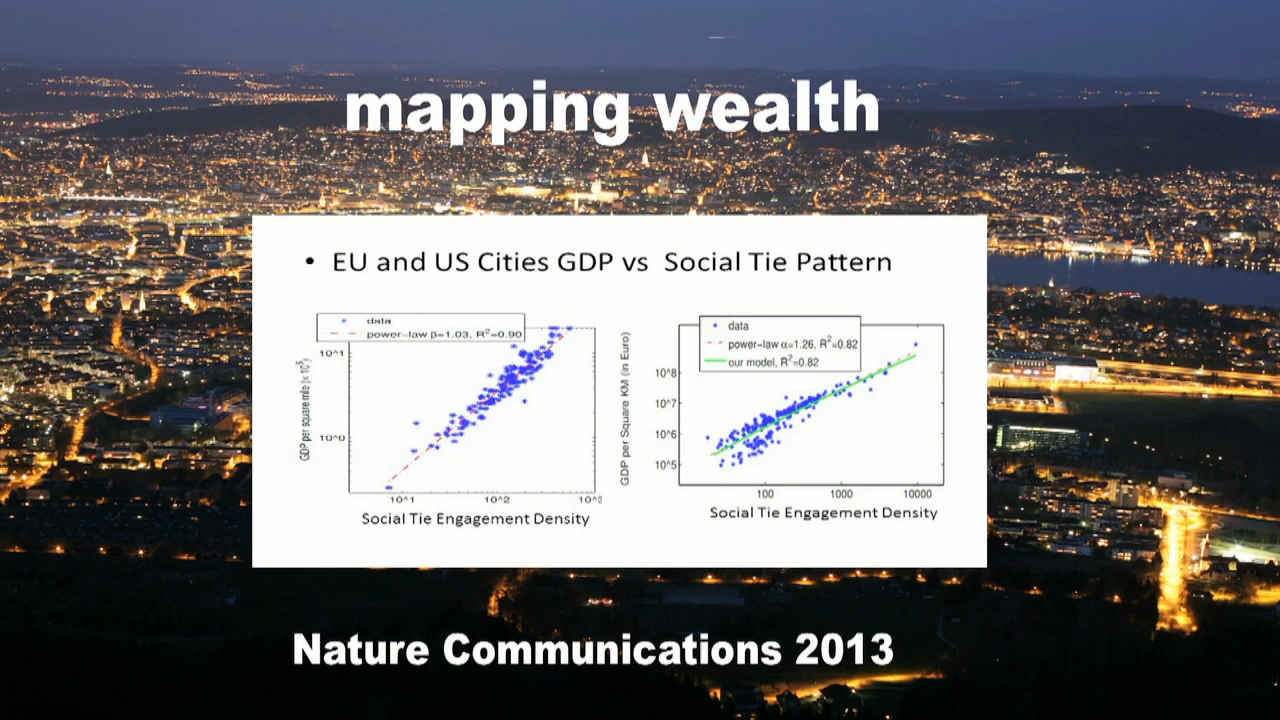 mapping wealth
• EU and US Cities GDP vs Social Tie Pattern
data
power-law β=1.03, R²=0.90
GDP per square mile
10^1
10^0
10^1
10^2
Social Tie Engagement Density
data
power-law α=1.26, R²=0.82
our model, R²=0.82
GDP per Square KM (in Euro)
10^8
10^7
10^6
10^5
100
1000
10000
Social Tie Engagement Density
Nature Communications 2013